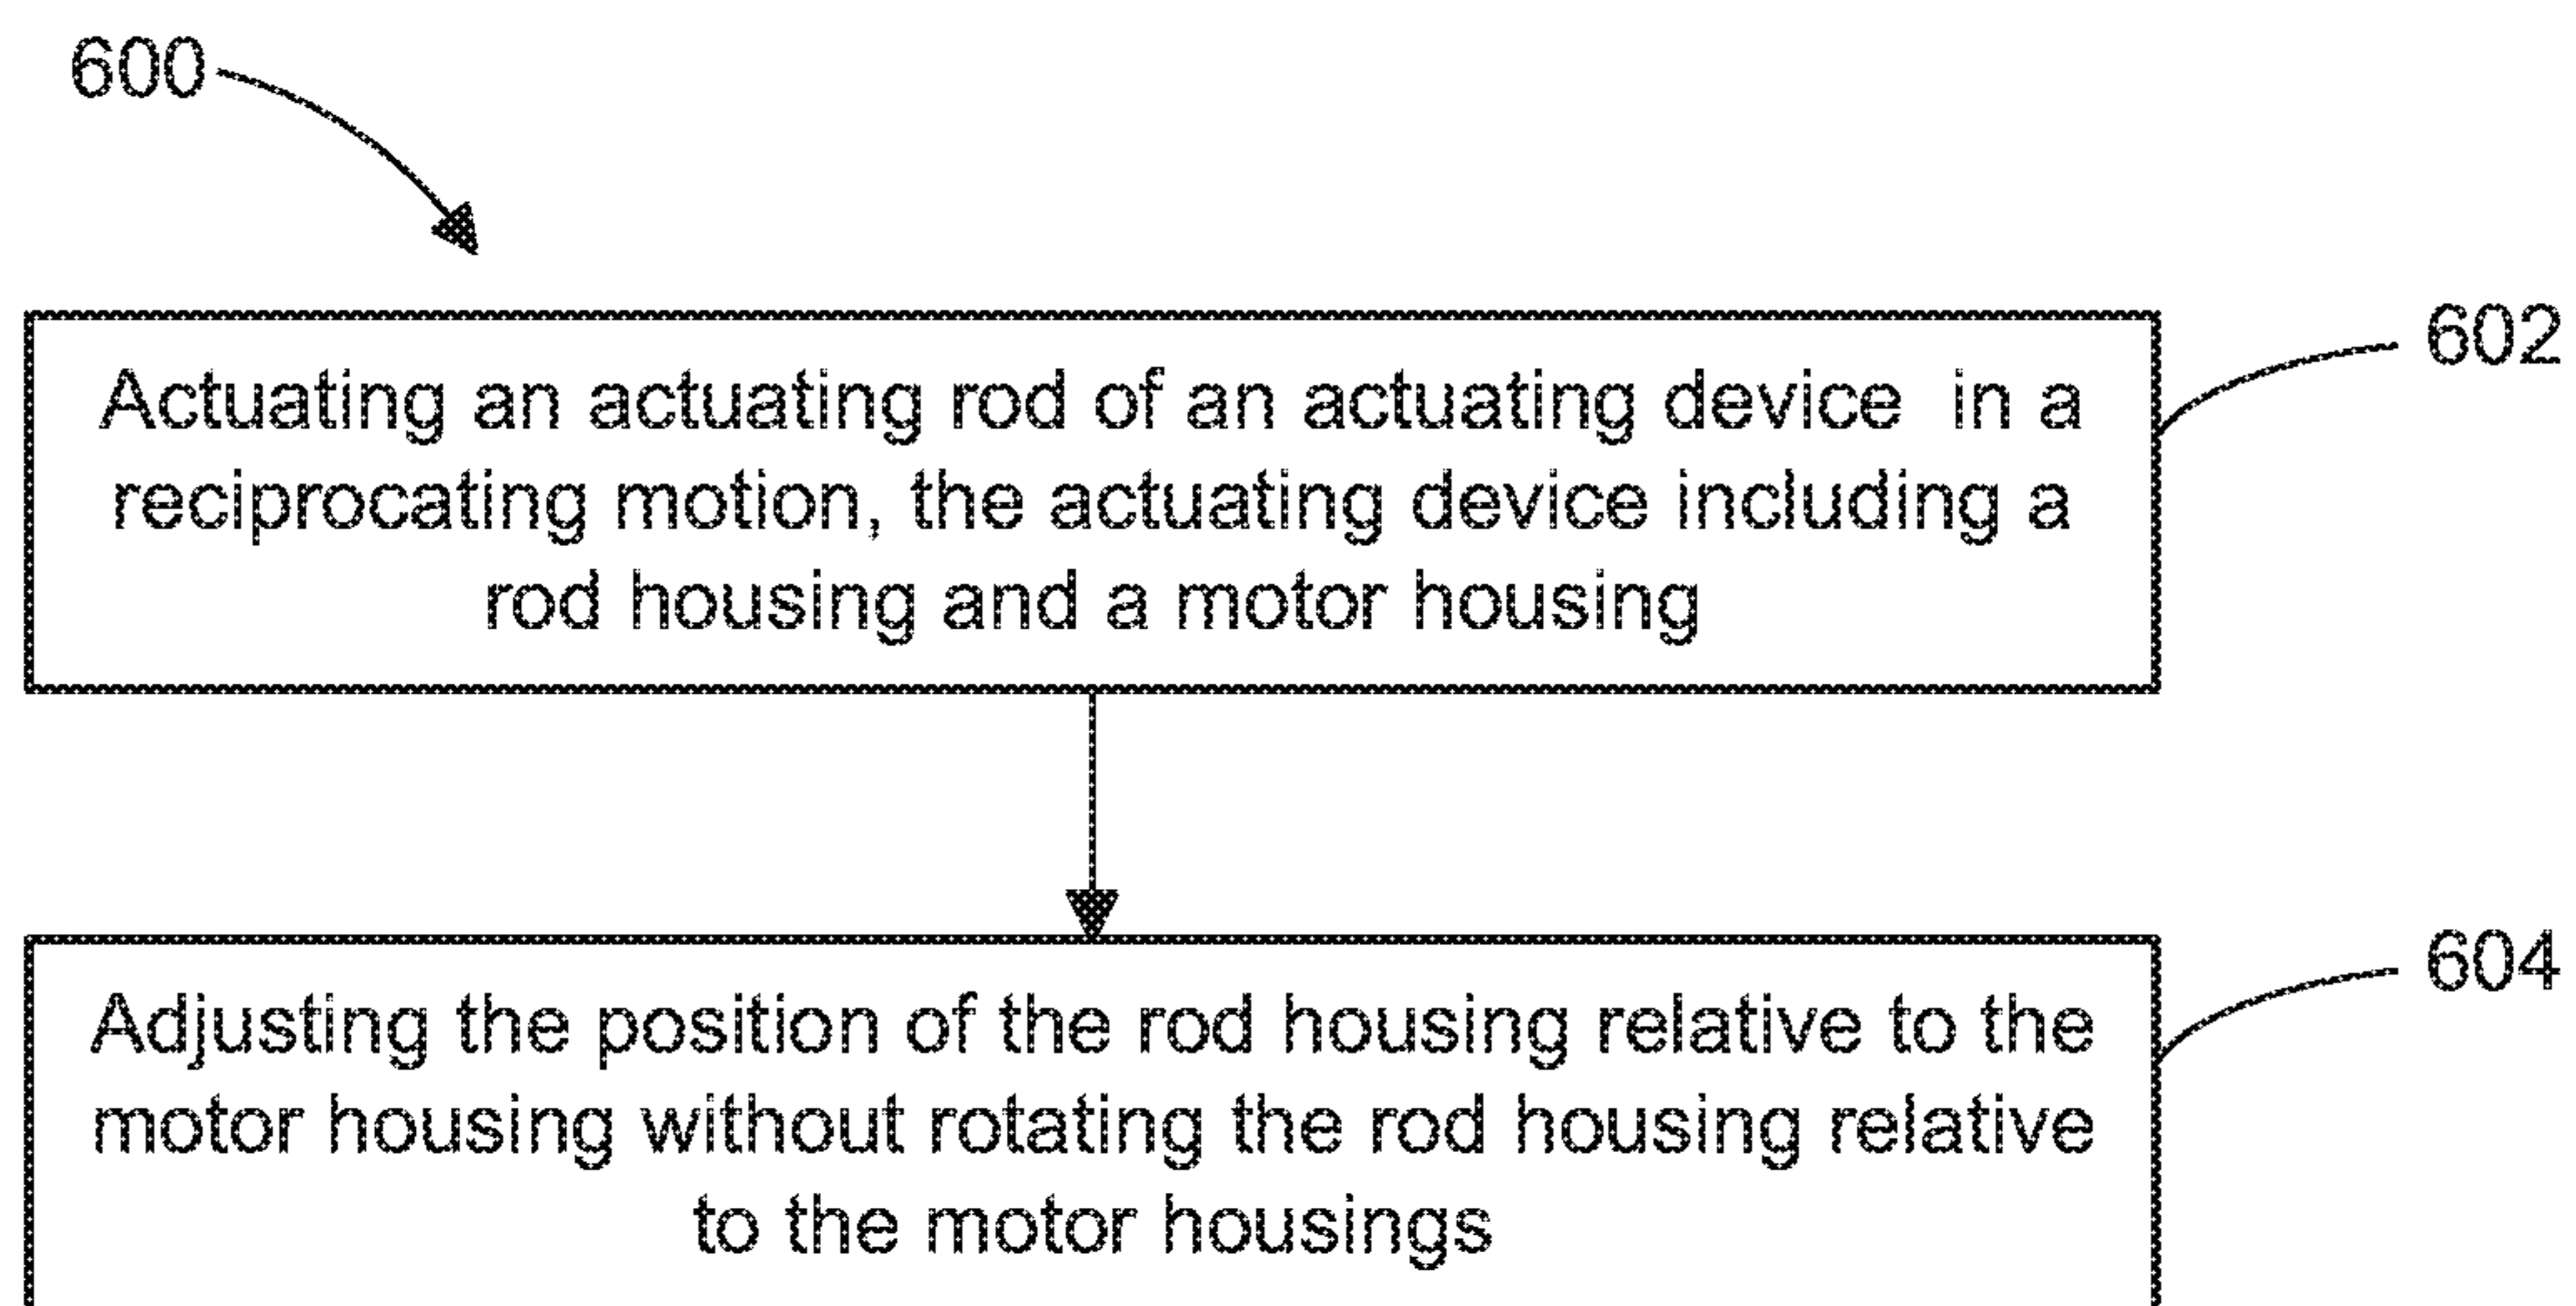 600
602
Actuating an actuating rod of an actuating device in a
reciprocating motion, the actuating device including a
rod housing and a motor housing
604
Adjusting the position of the rod housing relative to the
motor housing without rotating the rod housing relative
to the motor housings